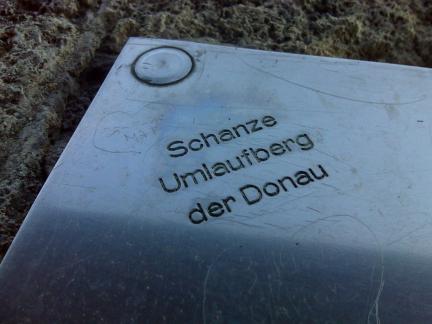 Schanze
Umlaufberg
der Donau